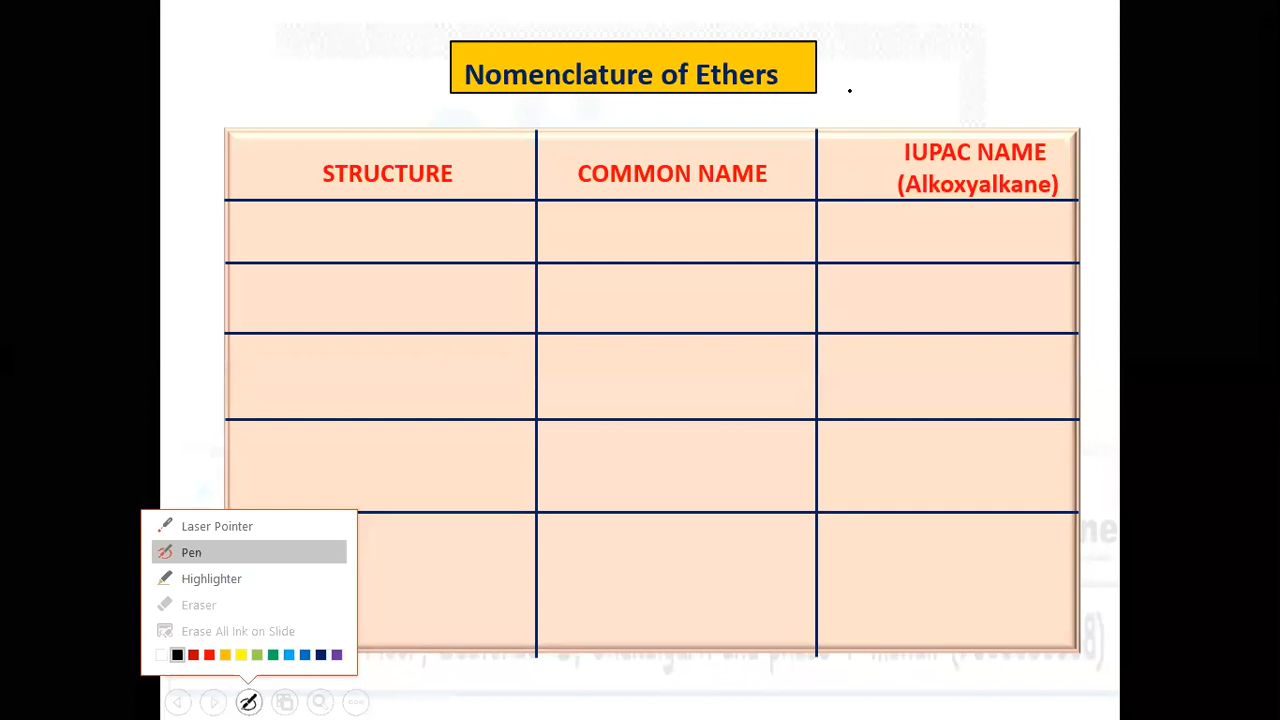 Nomenclature of Ethers
STRUCTURE
COMMON NAME
IUPAC NAME
(Alkoxyalkane)
Laser Pointer
Pen
Highlighter
Eraser
Erase All Ink on Slide